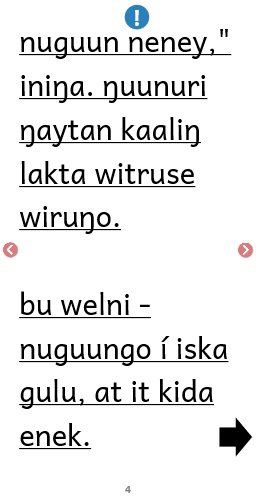 nuguun neney,"
iniŋa. ŋuunuri
ŋaytan kaaliŋ
lakta witruse
wiruŋo.
bu welni -
nuguungo í iska
gulu, at it kida
enek.
4